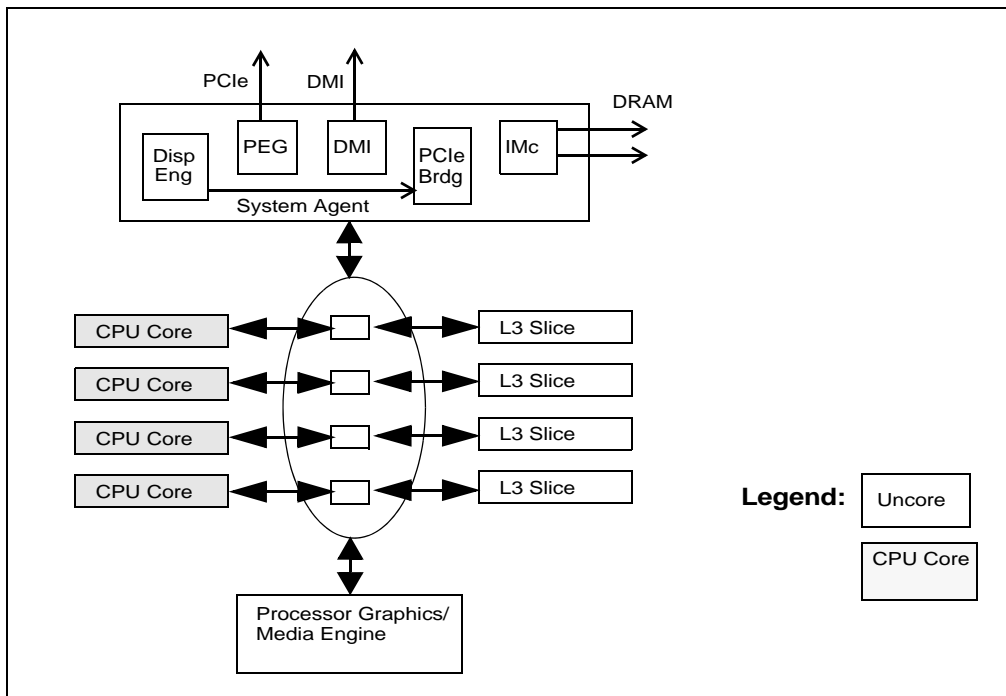 PCIe
DMI
DRAM
Disp
Eng
PEG
DMI
PCIe
Brdg
IMc
System Agent
CPU Core
L3 Slice
CPU Core
L3 Slice
CPU Core
L3 Slice
CPU Core
L3 Slice
Legend:
Uncore
CPU Core
Processor Graphics/
Media Engine